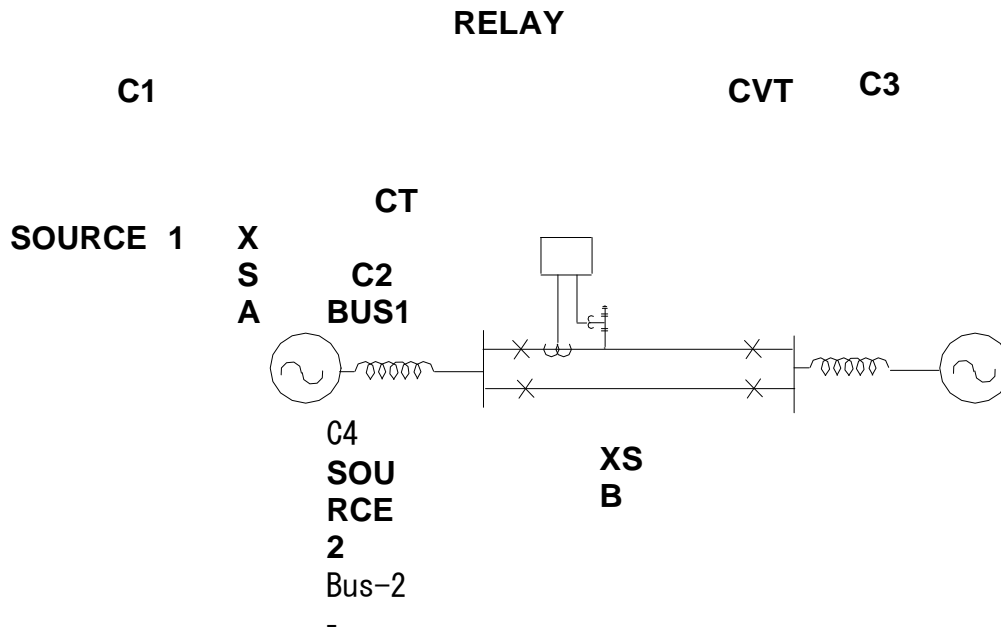 RELAY
C1
CVT
C3
CT
SOURCE 1
X
S
A
C2
BUS1
C4
SOU
RCE
2
Bus-2
-
XS
B